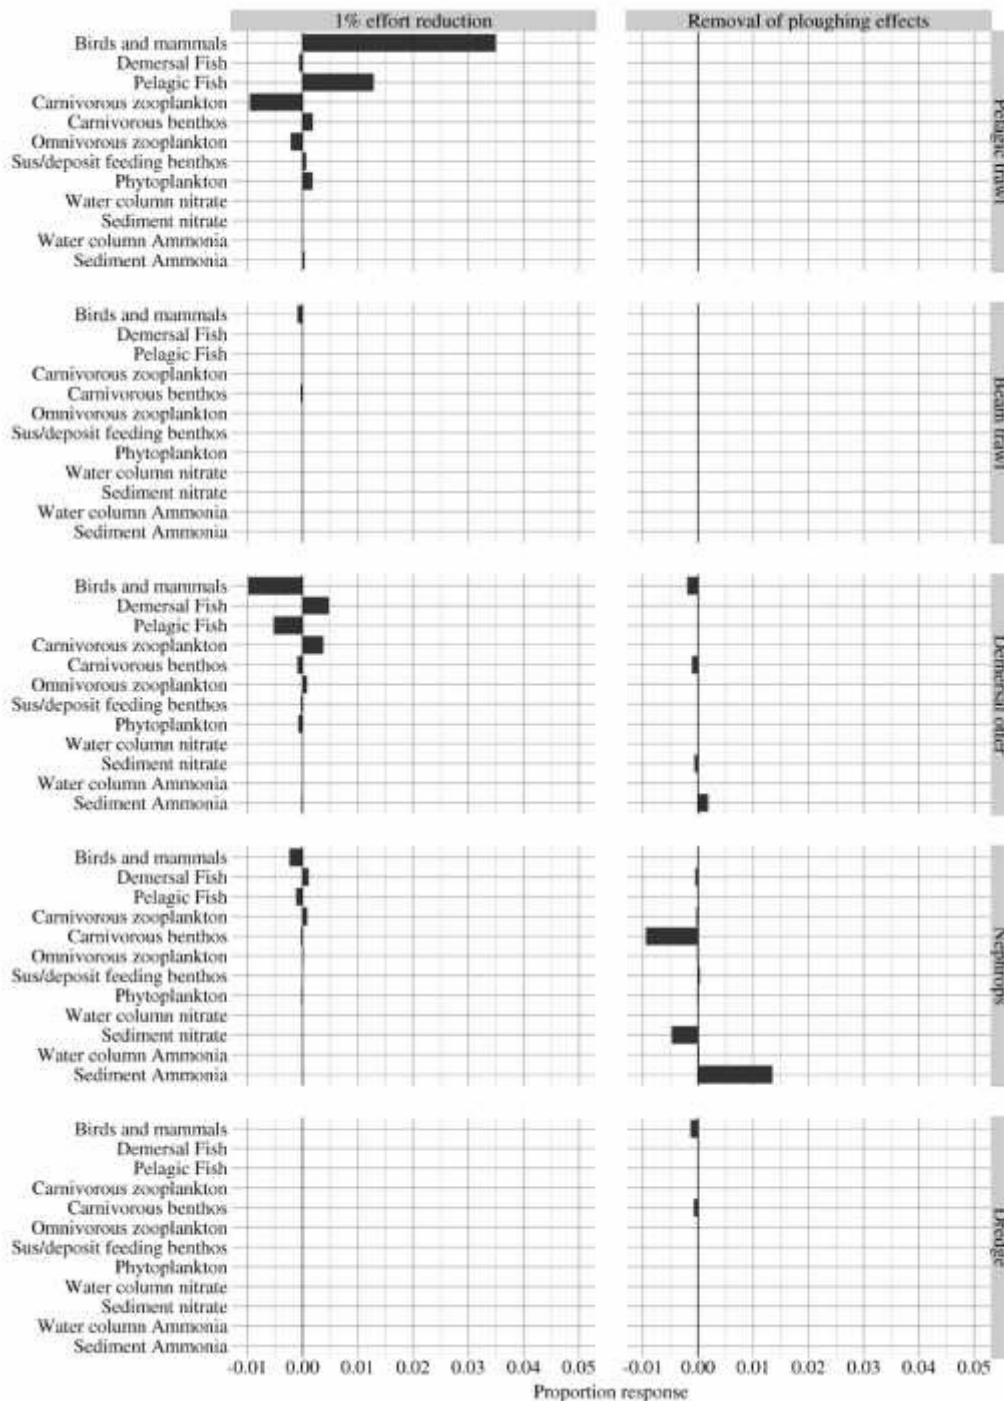 1% effort reduction Removal of ploughing effects
Birds and mammals
Demersal Fish
Pelagic Fish
Carnivorous zooplankton
Carnivorous benthos
Omnivorous zooplankton
Sus/deposit feeding benthos
Phytoplankton
Water column nitrate
Sediment nitrate
Water column Ammonia
Sediment Ammonia
Pelagic trawl
Birds and mammals
Demersal Fish
Pelagic Fish
Carnivorous zooplankton
Carnivorous benthos
Omnivorous zooplankton
Sus/deposit feeding benthos
Phytoplankton
Water column nitrate
Sediment nitrate
Water column Ammonia
Sediment Ammonia
Beam trawl
Birds and mammals
Demersal Fish
Pelagic Fish
Carnivorous zooplankton
Carnivorous benthos
Omnivorous zooplankton
Sus/deposit feeding benthos
Phytoplankton
Water column nitrate
Sediment nitrate
Water column Ammonia
Sediment Ammonia
Demersal otter
Birds and mammals
Demersal Fish
Pelagic Fish
Carnivorous zooplankton
Carnivorous benthos
Omnivorous zooplankton
Sus/deposit feeding benthos
Phytoplankton
Water column nitrate
Sediment nitrate
Water column Ammonia
Sediment Ammonia
Nephrops
Birds and mammals
Demersal Fish
Pelagic Fish
Carnivorous zooplankton
Carnivorous benthos
Omnivorous zooplankton
Sus/deposit feeding benthos
Phytoplankton
Water column nitrate
Sediment nitrate
Water column Ammonia
Sediment Ammonia
Dredge
-0.01 0.00 0.01 0.02 0.03 0.04 0.05 -0.01 0.00 0.01 0.02 0.03 0.04 0.05
Proportion response